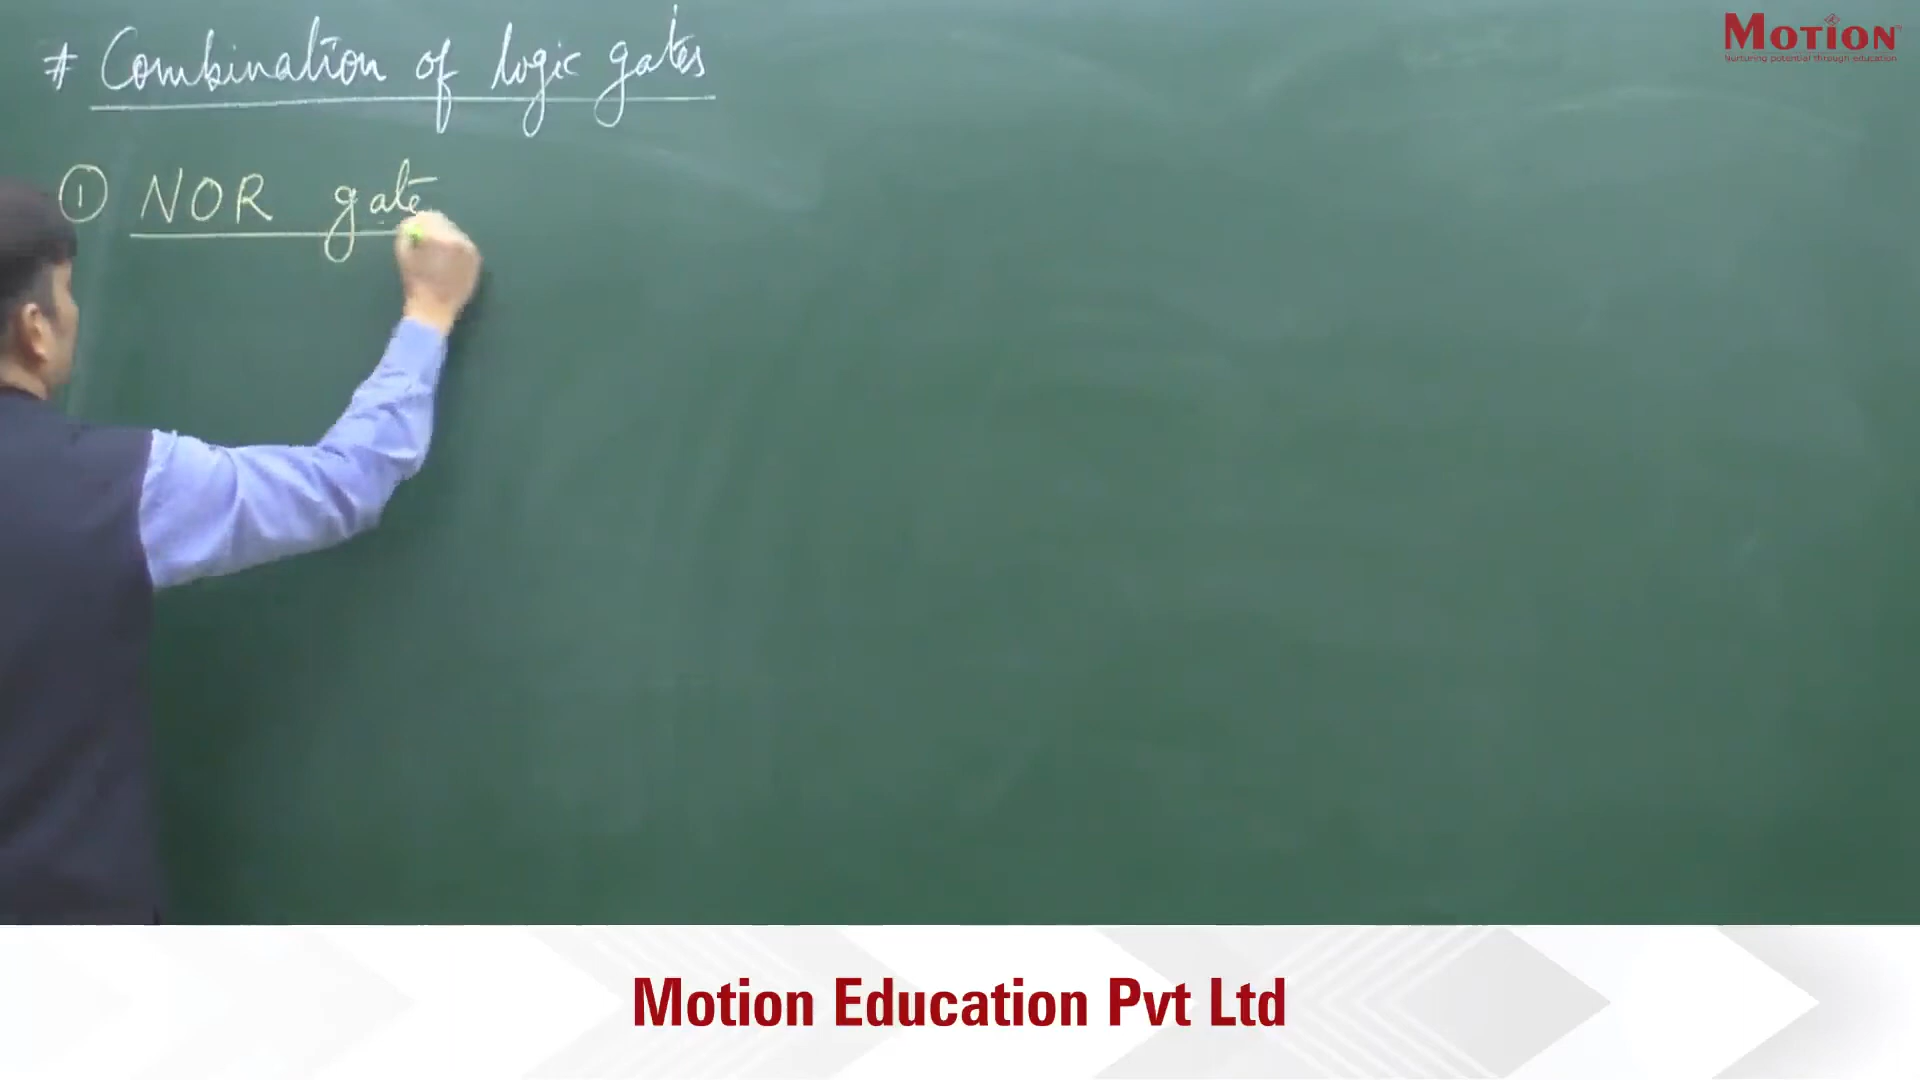 # Combination of logic gates
① NOR gate
MOTION
Nurturing potential through education
Motion Education Pvt Ltd